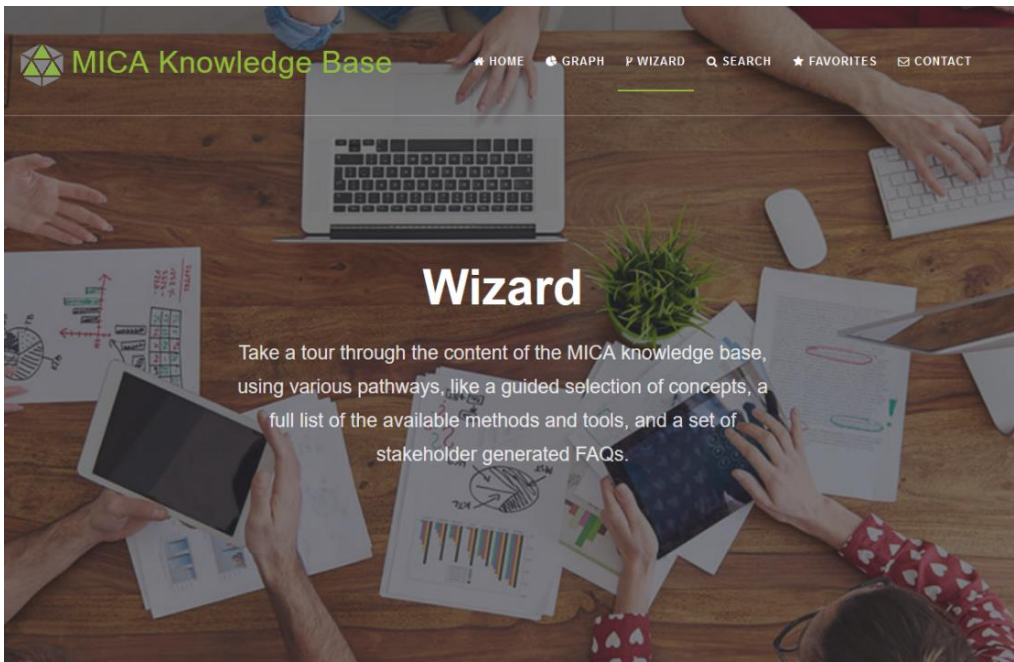 MICA Knowledge Base
HOME GRAPH WIZARD SEARCH FAVORITES CONTACT
Wizard
Take a tour through the content of the MICA knowledge base,
using various pathways, like a guided selection of concepts, a
full list of the available methods and tools, and a set of
stakeholder generated FAQs.